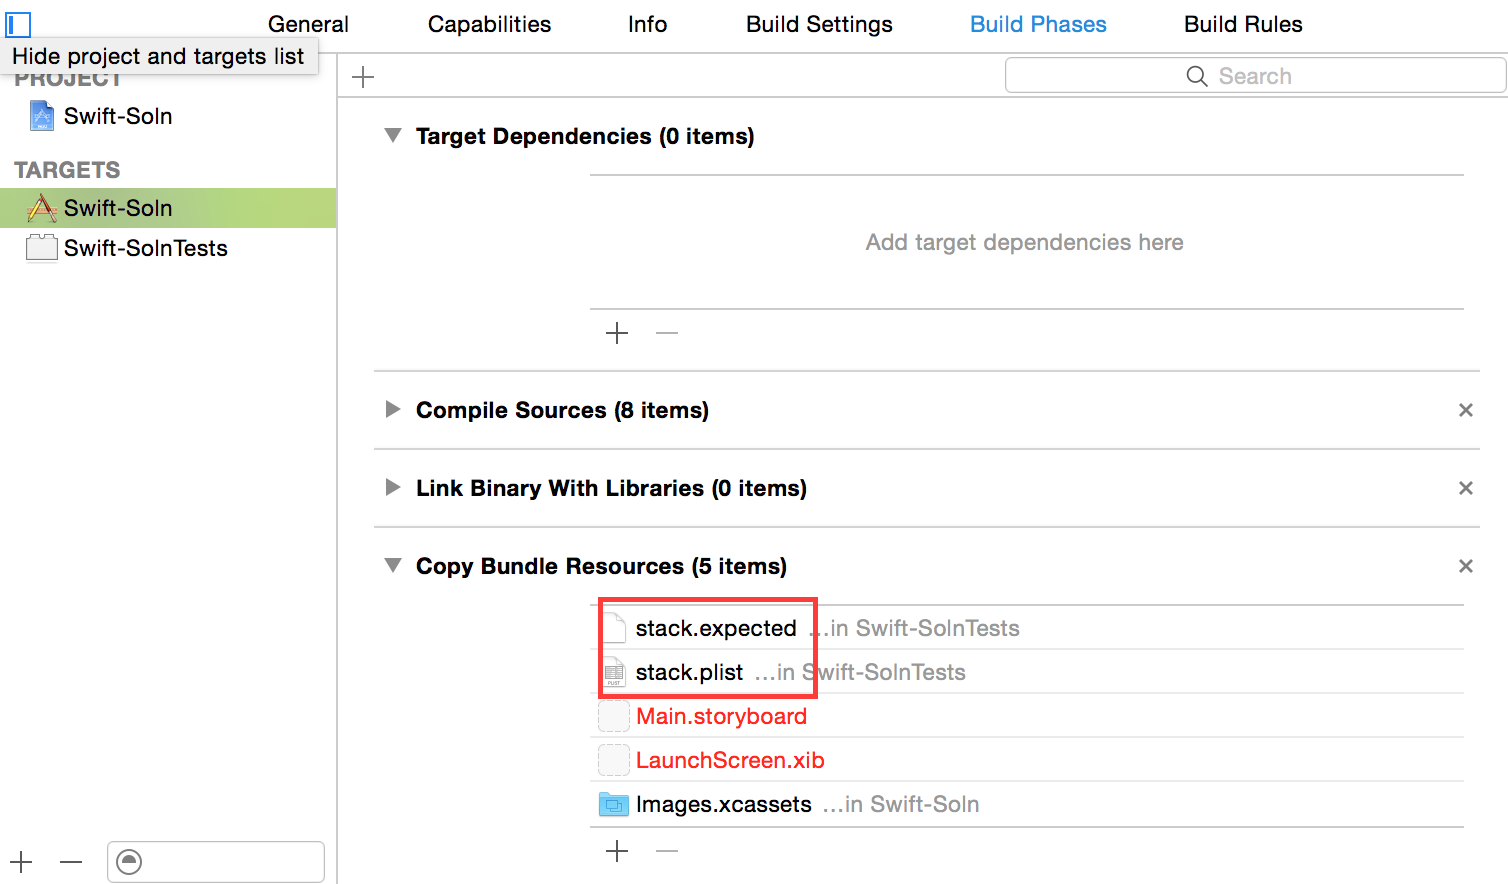 General Capabilities Info Build Settings Build Phases Build Rules
Hide project and targets list
PROJECT
Search
Swift-Soln
TARGETS
Swift-Soln
Swift-SolnTests
Target Dependencies (0 items)
Add target dependencies here
Compile Sources (8 items)
Link Binary With Libraries (0 items)
Copy Bundle Resources (5 items)
stack.expected ...in Swift-SolnTests
stack.plist ...in Swift-SolnTests
Main.storyboard
LaunchScreen.xib
Images.xcassets ...in Swift-Soln